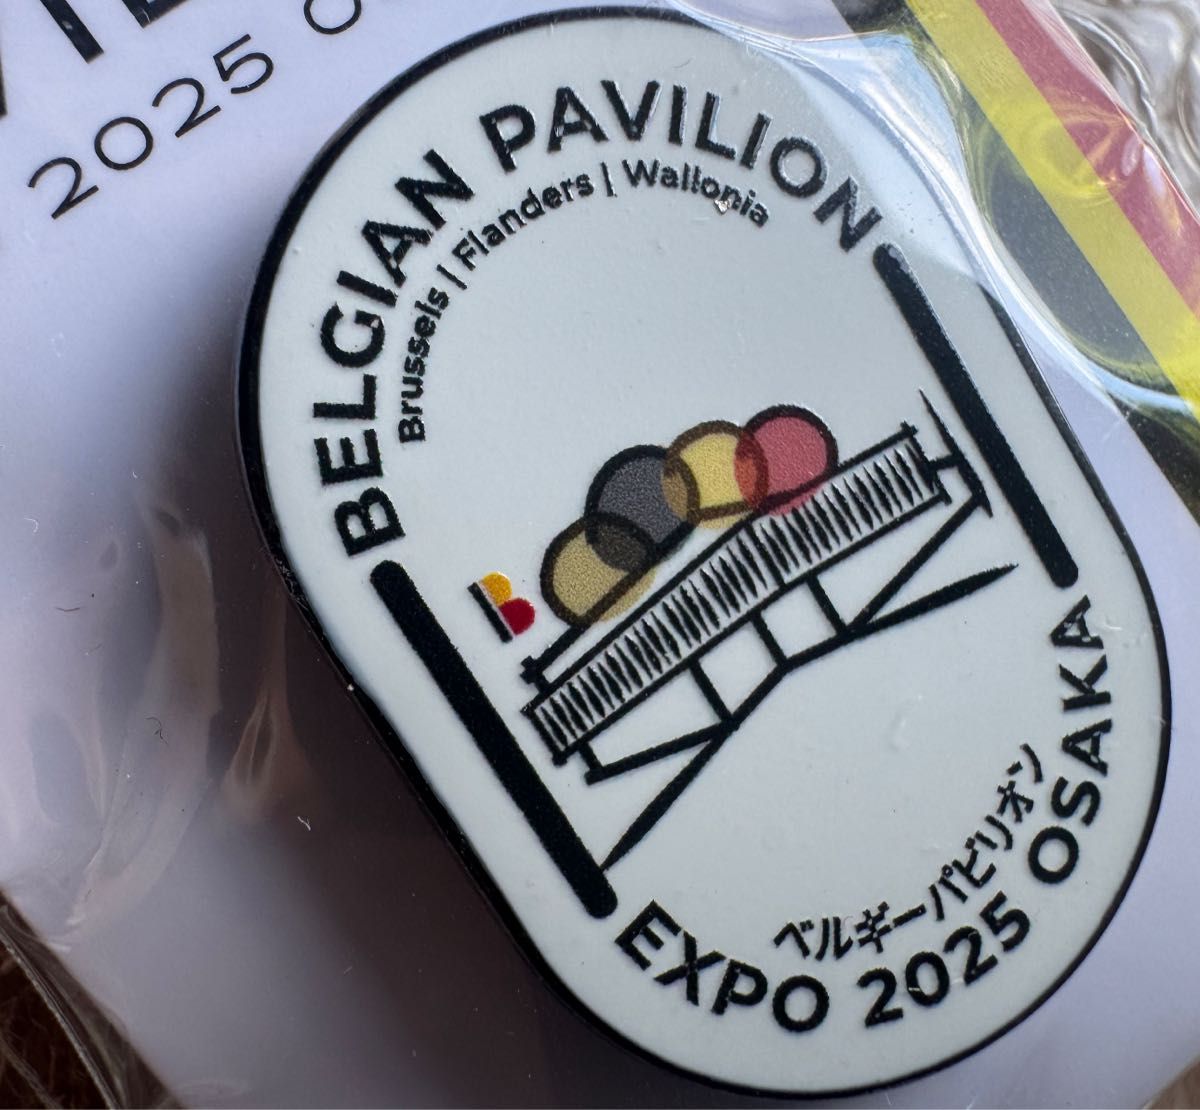 2025
BELGIAN PAVILION
Brussels | Flanders | Wallonia
B
ベルギーパビリオン
EXPO 2025 OSAKA